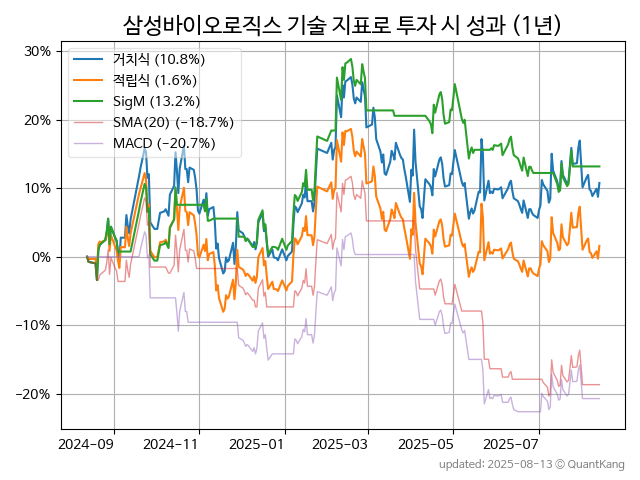 삼성바이오로직스 기술 지표로 투자 시 성과 (1년)
30%
20%
10%
0%
−10%
−20%
거치식 (10.8%)
적립식 (1.6%)
SigM (13.2%)
SMA(20) (−18.7%)
MACD (−20.7%)
2024-09
2024-11
2025-01
2025-03
2025-05
2025-07
updated: 2025-08-13 ⓒ QuantKang